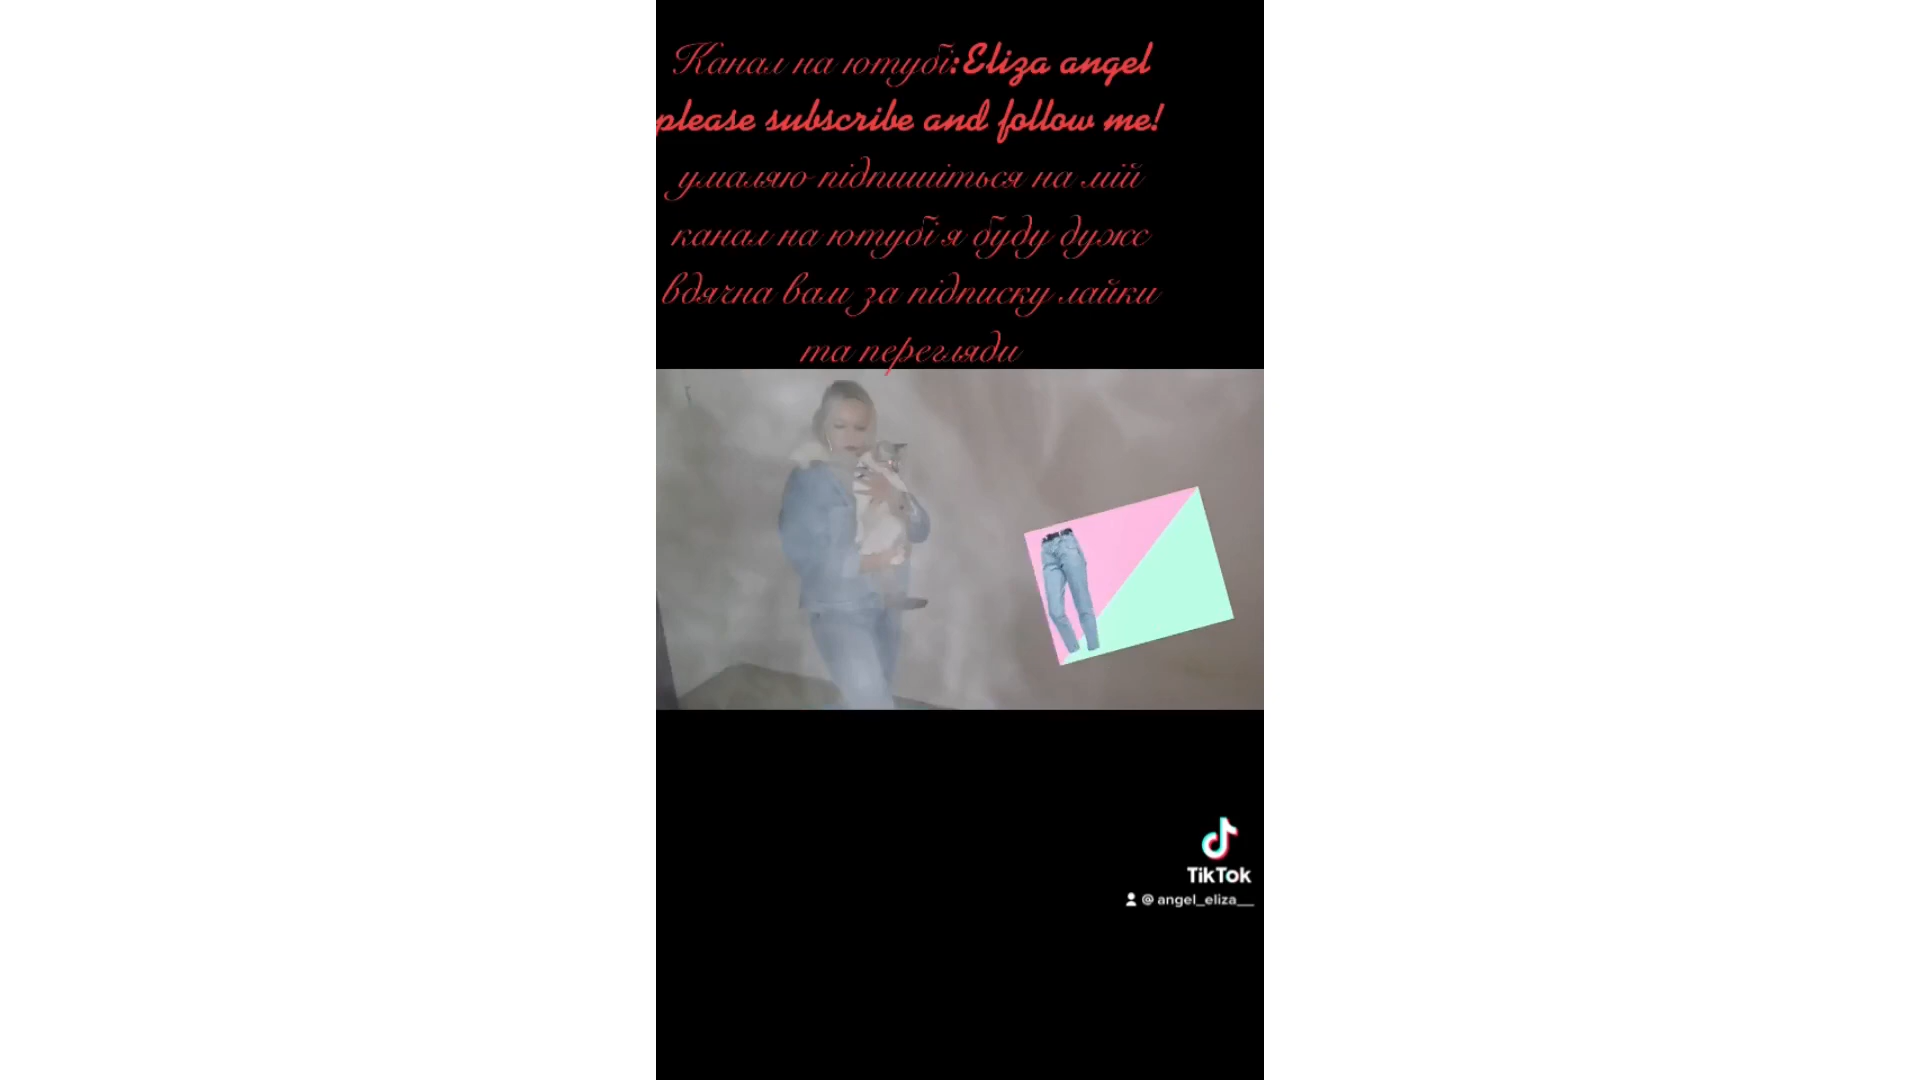 Канал на ютубі:Eliza angel
please subscribe and follow me!
умаляю підпишіться на мій
канал на ютубі я буду дуже
вдячна вам за підписку лайки
та перегляди
TikTok
@angel_eliza__